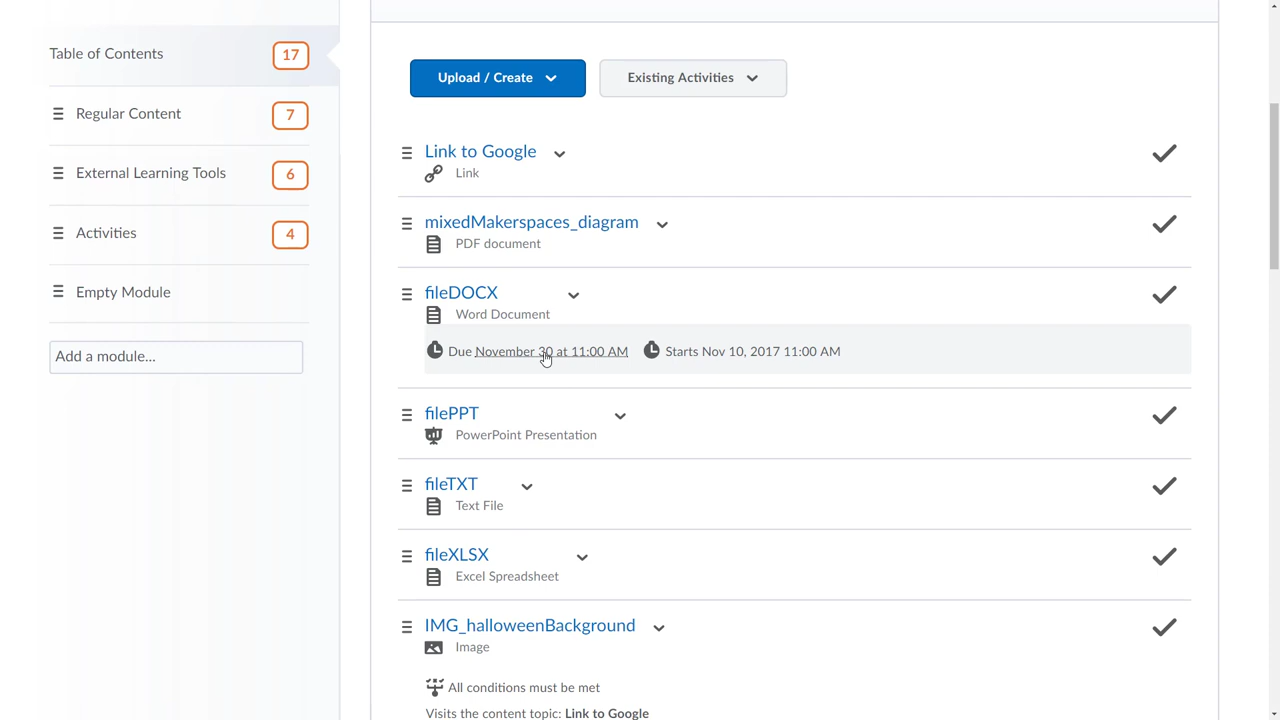 Table of Contents 17
Regular Content 7
External Learning Tools 6
Activities 4
Empty Module
Add a module...
Upload / Create Existing Activities
Link to Google
Link
mixedMakerspaces_diagram
PDF document
fileDOCX
Word Document
Due November 30 at 11:00 AM Starts Nov 10, 2017 11:00 AM
filePPT
PowerPoint Presentation
fileTXT
Text File
fileXLSX
Excel Spreadsheet
IMG_halloweenBackground
Image
All conditions must be met
Visits the content topic: Link to Google